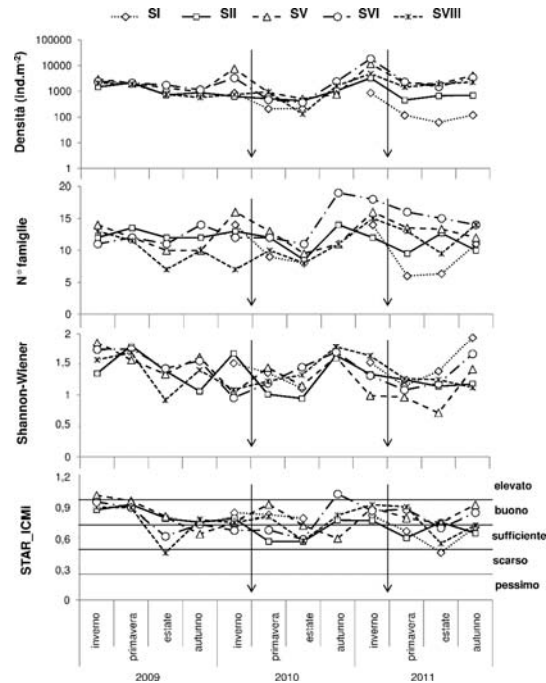 SI SII SV SVI SVIII
Densità (ind.m-²)
100000
10000
1000
100
10
1
N° famiglie
20
15
10
5
0
Shannon-Wiener
2
1.5
1
0.5
0
STAR_ICMi
1,2
0,9
0,6
0,3
0
elevato
buono
sufficiente
scarso
pessimo
inverno primavera estate autunno inverno primavera estate autunno inverno primavera estate autunno
2009 2010 2011